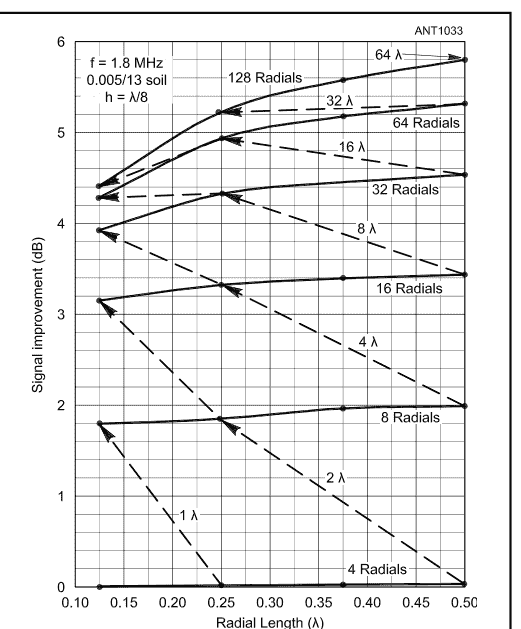 ANT1033
6
5
4
3
2
1
0
Signal improvement (dB)
f = 1.8 MHz
0.005/13 soil
h = λ/8
128 Radials
64 λ
32 λ
64 Radials
16 λ
32 Radials
8 λ
16 Radials
4 λ
8 Radials
2 λ
1 λ
4 Radials
0.10 0.15 0.20 0.25 0.30 0.35 0.40 0.45 0.50
Radial Length (λ)